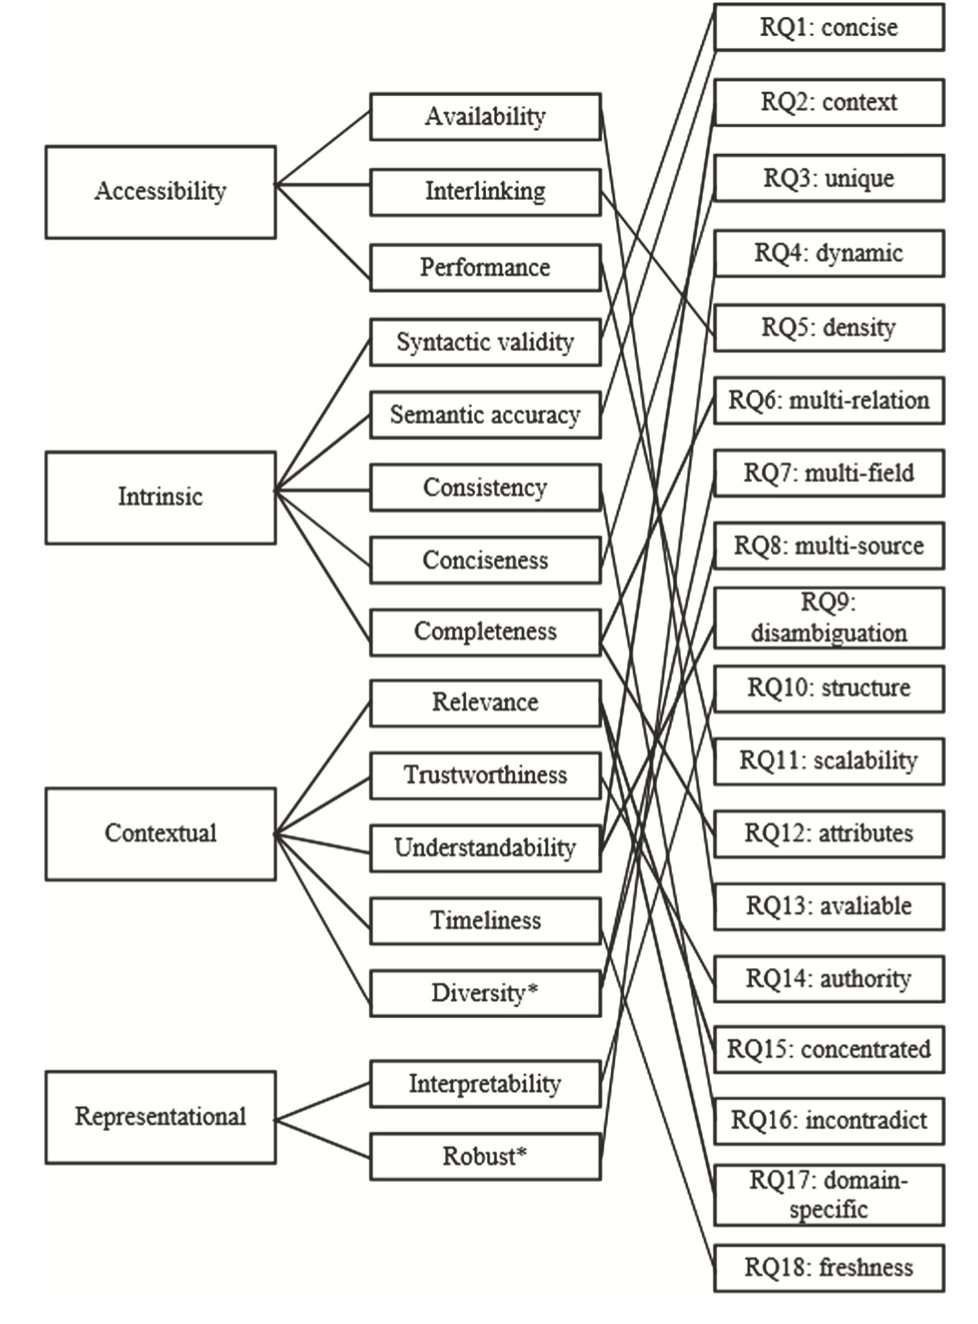 Accessibility
Intrinsic
Contextual
Representational
Availability
Interlinking
Performance
Syntactic validity
Semantic accuracy
Consistency
Conciseness
Completeness
Relevance
Trustworthiness
Understandability
Timeliness
Diversity*
Interpretability
Robust*
RQ1: concise
RQ2: context
RQ3: unique
RQ4: dynamic
RQ5: density
RQ6: multi-relation
RQ7: multi-field
RQ8: multi-source
RQ9:
disambiguation
RQ10: structure
RQ11: scalability
RQ12: attributes
RQ13: avaliable
RQ14: authority
RQ15: concentrated
RQ16: incontradict
RQ17: domain-
specific
RQ18: freshness